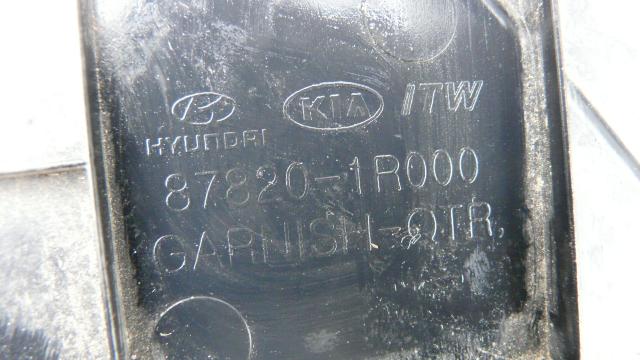 HYUNDAI KIA ITW
87820-1R000
GARNISH-QTR,